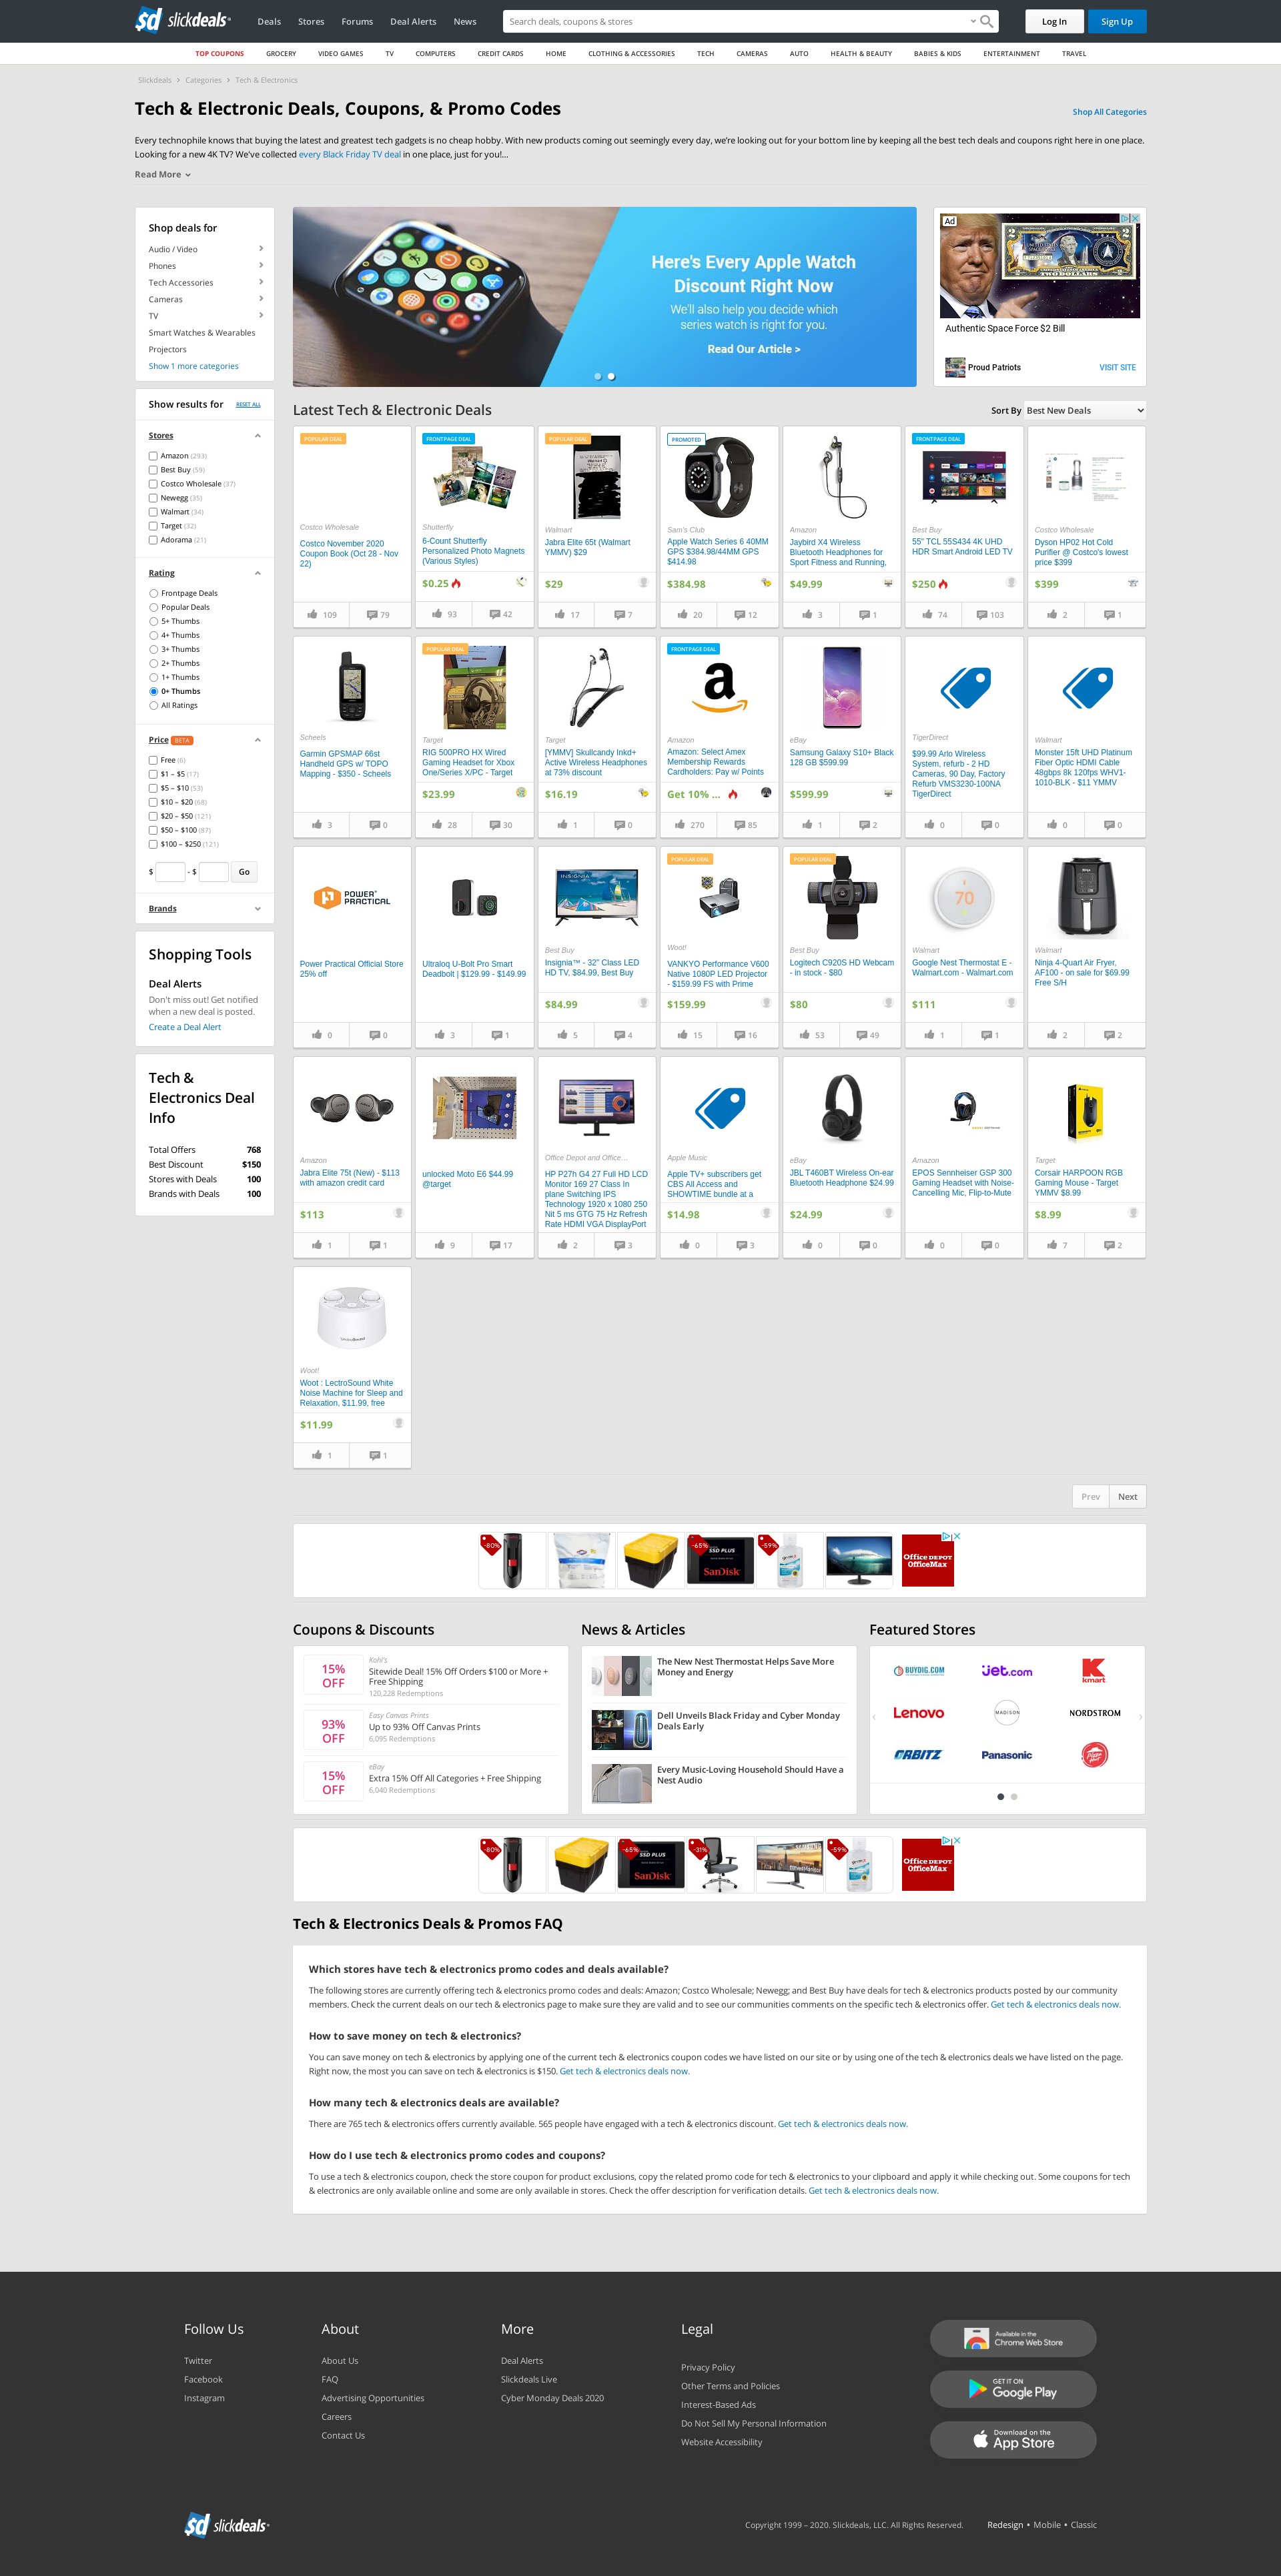 slickdeals
Deals
Stores
Forums
Deal Alerts
News
Search deals, coupons & stores
Log In
Sign Up
TOP COUPONS
GROCERY
VIDEO GAMES
TV
COMPUTERS
CREDIT CARDS
HOME
CLOTHING & ACCESSORIES
TECH
CAMERAS
AUTO
HEALTH & BEAUTY
BABIES & KIDS
ENTERTAINMENT
TRAVEL
Slickdeals
Categories
Tech & Electronics
Tech & Electronic Deals, Coupons, & Promo Codes
Shop All Categories
Every technophile knows that buying the latest and greatest tech gadgets is no cheap hobby. With new products coming out seemingly every day, we're looking out for your bottom line by keeping all the best tech deals and coupons right here in one place.
Looking for a new 4K TV? We've collected every Black Friday TV deal in one place, just for you!...
Read More
Shop deals for
Audio / Video
Phones
Tech Accessories
Cameras
TV
Smart Watches & Wearables
Projectors
Show 1 more categories
Show results for
RESET ALL
Stores
Amazon (293)
Best Buy (59)
Costco Wholesale (37)
Newegg (35)
Walmart (34)
Target (32)
Adorama (21)
Rating
Frontpage Deals
Popular Deals
5+ Thumbs
4+ Thumbs
3+ Thumbs
2+ Thumbs
1+ Thumbs
0+ Thumbs
All Ratings
Price BETA
Free (6)
$1 – $5 (17)
$5 – $10 (53)
$10 – $20 (68)
$20 – $50 (121)
$50 – $100 (87)
$100 – $250 (121)
$ - $ Go
Brands
Shopping Tools
Deal Alerts
Don't miss out! Get notified
when a new deal is posted.
Create a Deal Alert
Tech &
Electronics Deal
Info
Total Offers 768
Best Discount $150
Stores with Deals 100
Brands with Deals 100
Here's Every Apple Watch
Discount Right Now
We'll also help you decide which
series watch is right for you.
Read Our Article >
Ad
Authentic Space Force $2 Bill
Proud Patriots
VISIT SITE
Latest Tech & Electronic Deals
Sort By Best New Deals
POPULAR DEAL
Costco Wholesale
Costco November 2020
Coupon Book (Oct 28 - Nov
22)
109 79
FRONTPAGE DEAL
Shutterfly
6-Count Shutterfly
Personalized Photo Magnets
(Various Styles)
$0.25
93 42
POPULAR DEAL
Walmart
Jabra Elite 65t (Walmart
YMMV) $29
$29
17 7
PROMOTED
Sam's Club
Apple Watch Series 6 40MM
GPS $384.98/44MM GPS
$414.98
$384.98
20 12
Amazon
Jaybird X4 Wireless
Bluetooth Headphones for
Sport Fitness and Running,
$49.99
3 1
FRONTPAGE DEAL
Best Buy
55" TCL 55S434 4K UHD
HDR Smart Android LED TV
$250
74 103
Costco Wholesale
Dyson HP02 Hot Cold
Purifier @ Costco's lowest
price $399
$399
2 1
Scheels
Garmin GPSMAP 66st
Handheld GPS w/ TOPO
Mapping - $350 - Scheels
3 0
POPULAR DEAL
Target
RIG 500PRO HX Wired
Gaming Headset for Xbox
One/Series X/PC - Target
$23.99
28 30
Target
[YMMV] Skullcandy Inkd+
Active Wireless Headphones
at 73% discount
$16.19
1 0
FRONTPAGE DEAL
Amazon
Amazon: Select Amex
Membership Rewards
Cardholders: Pay w/ Points
Get 10% ...
270 85
eBay
Samsung Galaxy S10+ Black
128 GB $599.99
$599.99
1 2
TigerDirect
$99.99 Arlo Wireless
System, refurb - 2 HD
Cameras, 90 Day, Factory
Refurb VMS3230-100NA
TigerDirect
0 0
Walmart
Monster 15ft UHD Platinum
Fiber Optic HDMI Cable
48gbps 8k 120fps WHV1-
1010-BLK - $11 YMMV
0 0
POWER PRACTICAL
Power Practical Official Store
25% off
0 0
Ultraloq U-Bolt Pro Smart
Deadbolt | $129.99 - $149.99
3 1
Best Buy
Insignia™ - 32" Class LED
HD TV, $84.99, Best Buy
$84.99
5 4
POPULAR DEAL
Woot!
VANKYO Performance V600
Native 1080P LED Projector
- $159.99 FS with Prime
$159.99
15 16
POPULAR DEAL
Best Buy
Logitech C920S HD Webcam
- in stock - $80
$80
53 49
70
Walmart
Google Nest Thermostat E -
Walmart.com - Walmart.com
$111
1 1
Walmart
Ninja 4-Quart Air Fryer,
AF100 - on sale for $69.99
Free S/H
2 2
Amazon
Jabra Elite 75t (New) - $113
with amazon credit card
$113
1 1
unlocked Moto E6 $44.99
@target
9 17
Office Depot and Office...
HP P27h G4 27 Full HD LCD
Monitor 169 27 Class In
plane Switching IPS
Technology 1920 x 1080 250
Nit 5 ms GTG 75 Hz Refresh
Rate HDMI VGA DisplayPort
2 3
Apple Music
Apple TV+ subscribers get
CBS All Access and
SHOWTIME bundle at a
$14.98
0 3
eBay
JBL T460BT Wireless On-ear
Bluetooth Headphone $24.99
$24.99
0 0
Amazon
EPOS Sennheiser GSP 300
Gaming Headset with Noise-
Cancelling Mic, Flip-to-Mute
0 0
Target
Corsair HARPOON RGB
Gaming Mouse - Target
YMMV $8.99
$8.99
7 2
Woot!
Woot : LectroSound White
Noise Machine for Sleep and
Relaxation, $11.99, free
$11.99
1 1
Prev
Next
-80%
-65%
SSD PLUS
SanDisk
-59%
Office DEPOT
OfficeMax
Coupons & Discounts
15%
OFF
Kohl's
Sitewide Deal! 15% Off Orders $100 or More +
Free Shipping
120,228 Redemptions
93%
OFF
Easy Canvas Prints
Up to 93% Off Canvas Prints
6,095 Redemptions
15%
OFF
eBay
Extra 15% Off All Categories + Free Shipping
6,040 Redemptions
News & Articles
The New Nest Thermostat Helps Save More
Money and Energy
Dell Unveils Black Friday and Cyber Monday
Deals Early
Every Music-Loving Household Should Have a
Nest Audio
Featured Stores
BUYDIG.COM
jet.com
kmart
Lenovo
MADISON
NORDSTROM
ORBITZ
Panasonic
Pizza Hut
-80%
-65%
SSD PLUS
SanDisk
-31%
-59%
Office DEPOT
OfficeMax
Tech & Electronics Deals & Promos FAQ
Which stores have tech & electronics promo codes and deals available?
The following stores are currently offering tech & electronics promo codes and deals: Amazon; Costco Wholesale; Newegg; and Best Buy have deals for tech & electronics products posted by our community
members. Check the current deals on our tech & electronics page to make sure they are valid and to see our communities comments on the specific tech & electronics offer. Get tech & electronics deals now.
How to save money on tech & electronics?
You can save money on tech & electronics by applying one of the current tech & electronics coupon codes we have listed on our site or by using one of the tech & electronics deals we have listed on the page.
Right now, the most you can save on tech & electronics is $150. Get tech & electronics deals now.
How many tech & electronics deals are available?
There are 765 tech & electronics offers currently available. 565 people have engaged with a tech & electronics discount. Get tech & electronics deals now.
How do I use tech & electronics promo codes and coupons?
To use a tech & electronics coupon, check the store coupon for product exclusions, copy the related promo code for tech & electronics to your clipboard and apply it while checking out. Some coupons for tech
& electronics are only available online and some are only available in stores. Check the offer description for verification details. Get tech & electronics deals now.
Follow Us
Twitter
Facebook
Instagram
About
About Us
FAQ
Advertising Opportunities
Careers
Contact Us
More
Deal Alerts
Slickdeals Live
Cyber Monday Deals 2020
Legal
Privacy Policy
Other Terms and Policies
Interest-Based Ads
Do Not Sell My Personal Information
Website Accessibility
Available in the
Chrome Web Store
GET IT ON
Google Play
Download on the
App Store
slickdeals
Copyright 1999 – 2020. Slickdeals, LLC. All Rights Reserved.
Redesign • Mobile • Classic